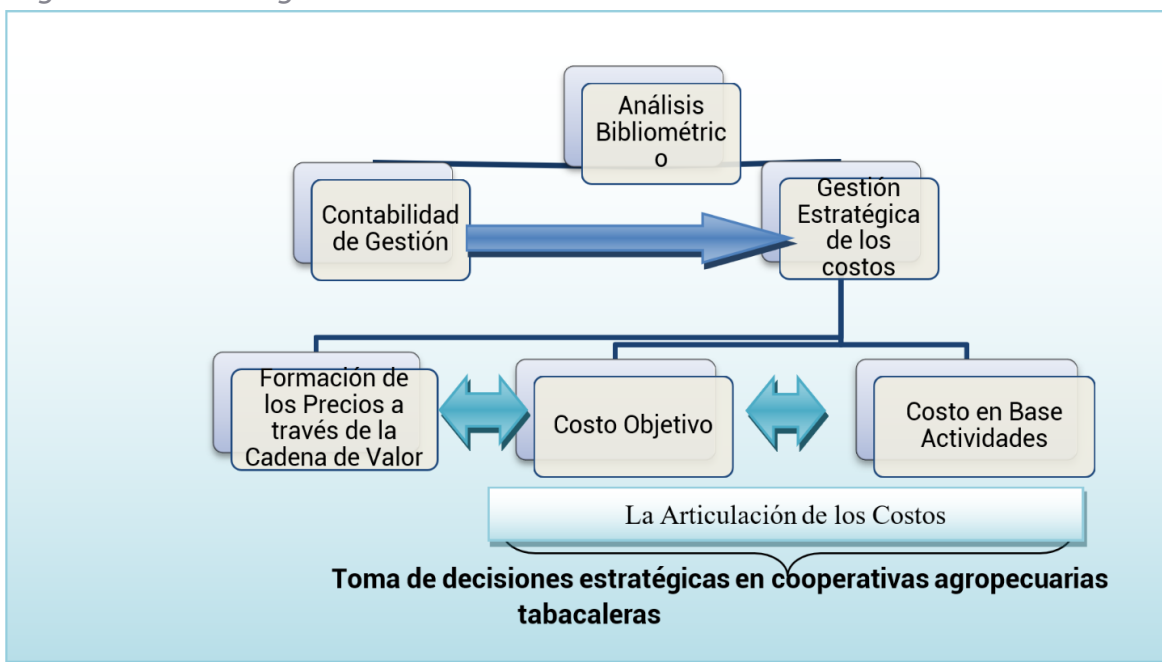 Análisis
Bibliométric
o
Contabilidad
de Gestión
Gestión
Estratégica
de los
costos
Formación de
los Precios a
través de la
Cadena de Valor
Costo Objetivo
Costo en Base
Actividades
La Articulación de los Costos
Toma de decisiones estratégicas en cooperativas agropecuarias
tabacaleras